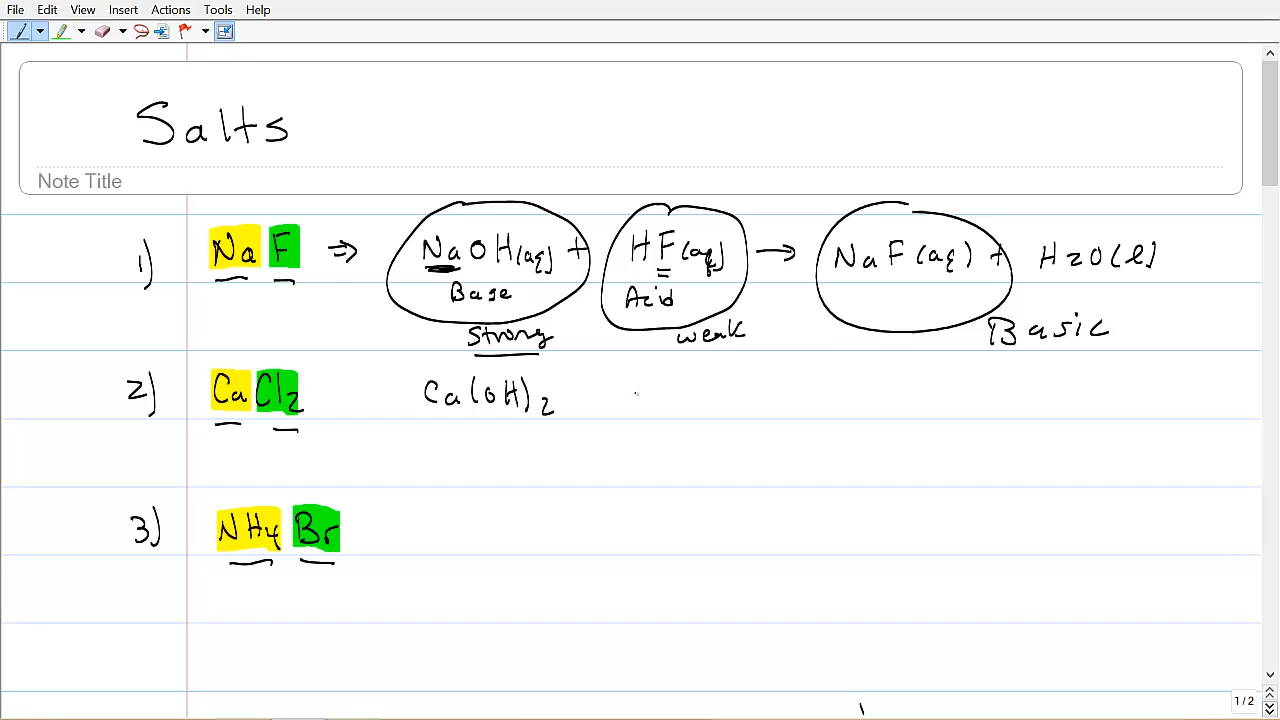 File Edit View Insert Actions Tools Help
Salts
Note Title
1) NaF ⇒ NaOH(aq) + HF(aq) → NaF(aq) + H2O(l)
Base Acid
Strong weak Basic
2) CaCl2 Ca(OH)2
3) NH4Br
1/2